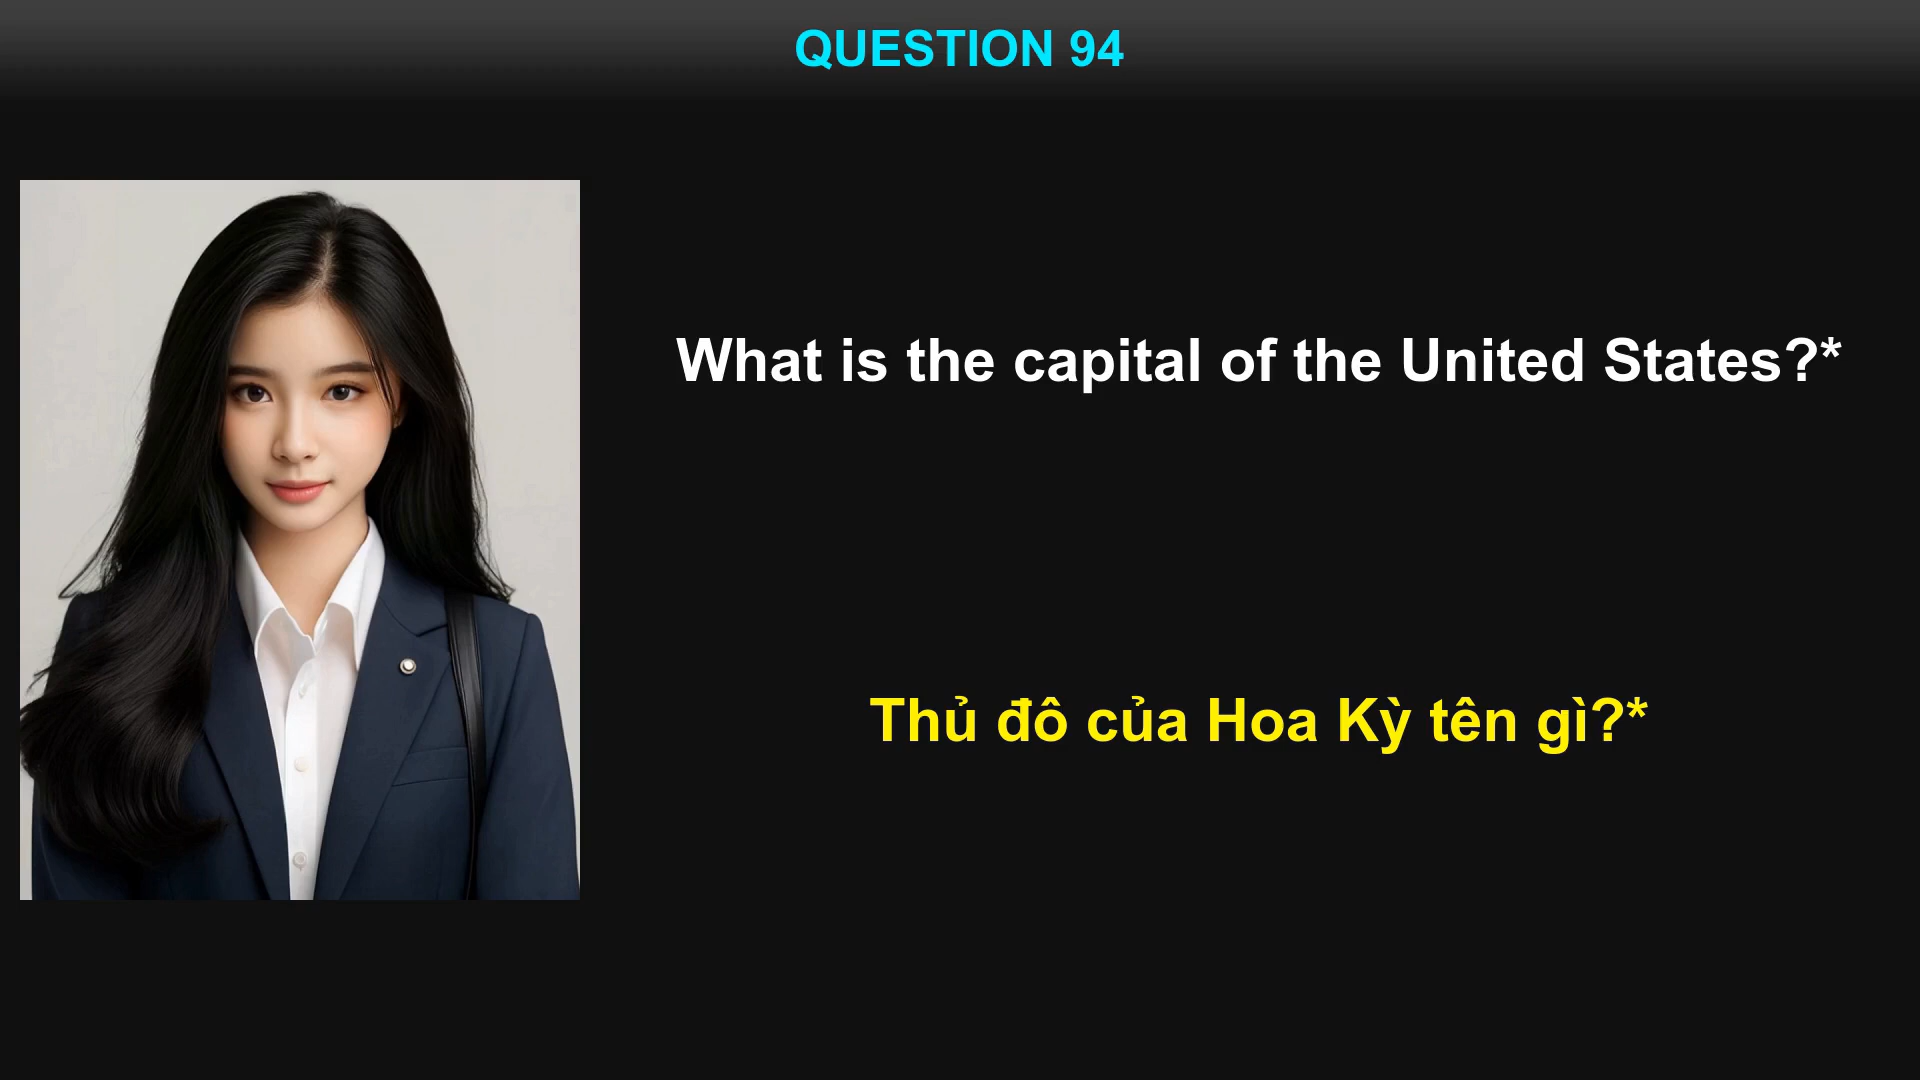 QUESTION 94
What is the capital of the United States?*
Thủ đô của Hoa Kỳ tên gì?*